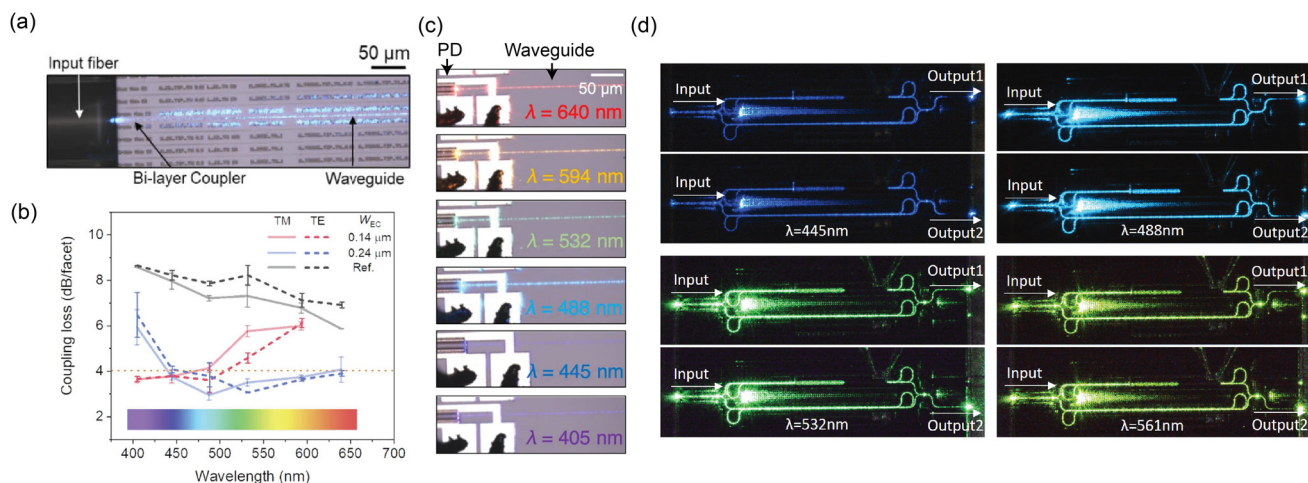 (a)
50 μm
Input fiber
Bi-layer Coupler
Waveguide
(b)
TM TE W_EC
0.14 μm
0.24 μm
Ref.
Coupling loss (dB/facet)
10
8
6
4
2
400 450 500 550 600 650 700
Wavelength (nm)
(c)
PD Waveguide
50 μm
λ = 640 nm
λ = 594 nm
λ = 532 nm
λ = 488 nm
λ = 445 nm
λ = 405 nm
(d)
Input
Output1
Input
λ=445nm
Output2
Input
Output1
Input
λ=488nm
Output2
Input
Output1
Input
λ=532nm
Output2
Input
Output1
Input
λ=561nm
Output2